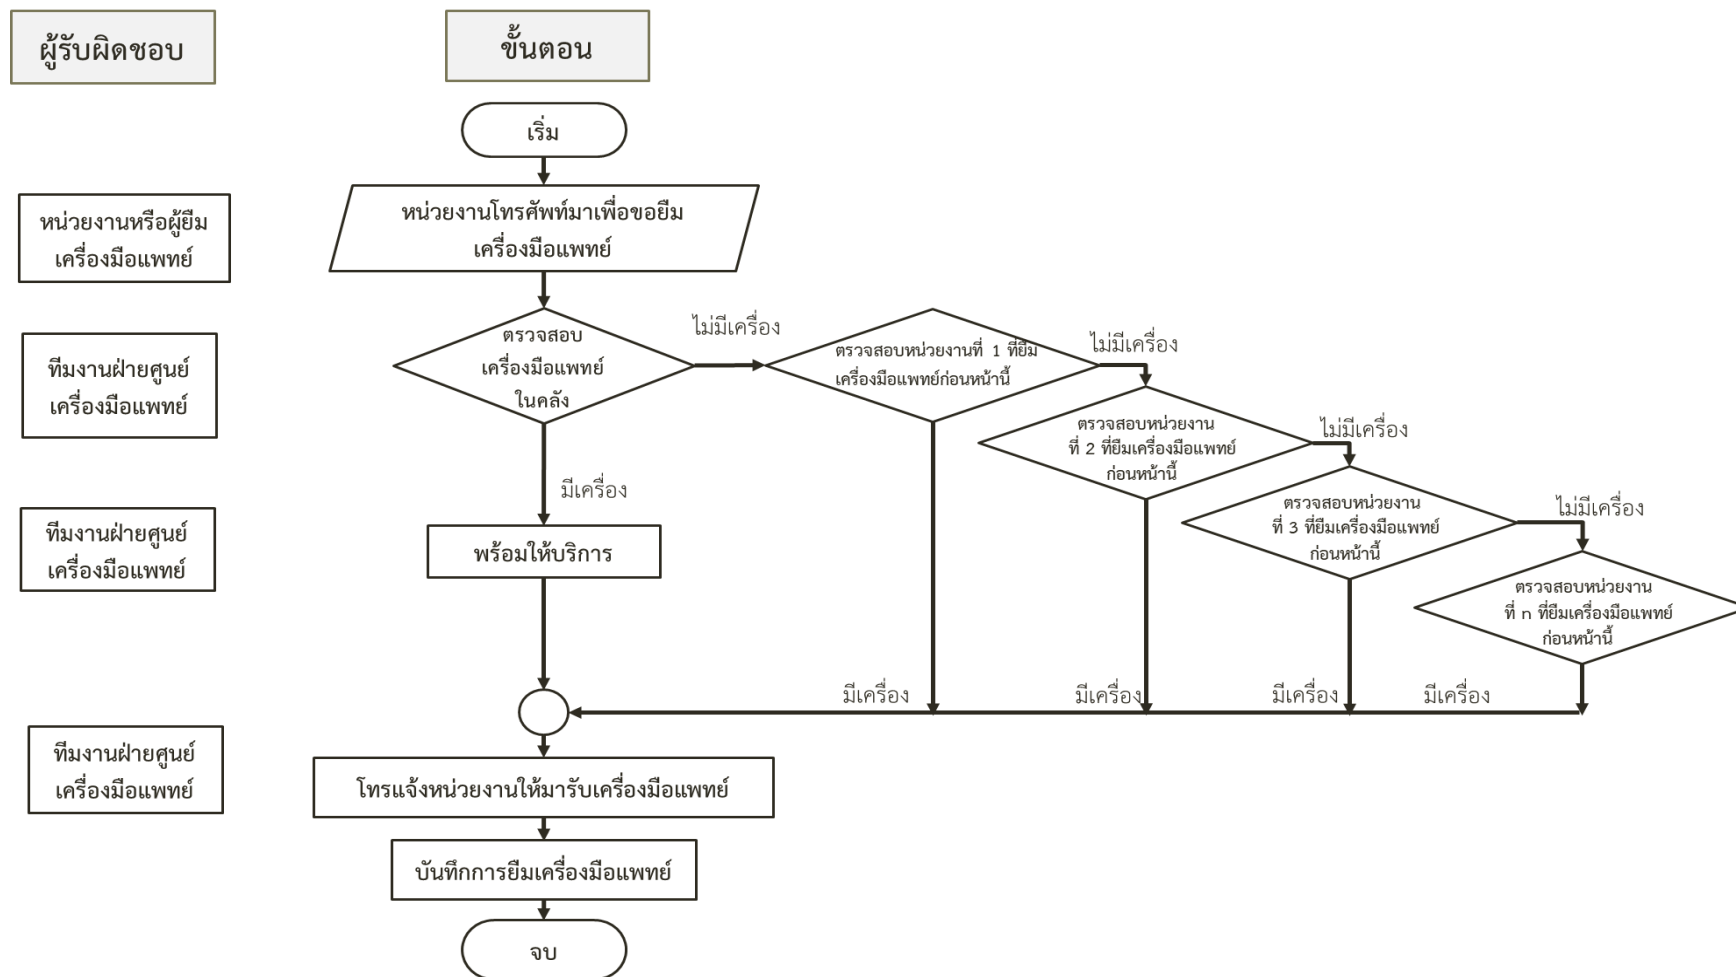 ผู้รับผิดชอบ
ขั้นตอน
เริ่ม
หน่วยงานหรือผู้ยืม
เครื่องมือแพทย์
หน่วยงานโทรศัพท์มาเพื่อขอยืม
เครื่องมือแพทย์
ทีมงานฝ่ายศูนย์
เครื่องมือแพทย์
ตรวจสอบ
เครื่องมือแพทย์
ในคลัง
ไม่มีเครื่อง
ตรวจสอบหน่วยงานที่ 1 ที่ยืม
เครื่องมือแพทย์ก่อนหน้านี้
ไม่มีเครื่อง
ตรวจสอบหน่วยงาน
ที่ 2 ที่ยืมเครื่องมือแพทย์
ก่อนหน้านี้
ไม่มีเครื่อง
ตรวจสอบหน่วยงาน
ที่ 3 ที่ยืมเครื่องมือแพทย์
ก่อนหน้านี้
ไม่มีเครื่อง
ตรวจสอบหน่วยงาน
ที่ n ที่ยืมเครื่องมือแพทย์
ก่อนหน้านี้
มีเครื่อง
ทีมงานฝ่ายศูนย์
เครื่องมือแพทย์
พร้อมให้บริการ
มีเครื่อง
มีเครื่อง
มีเครื่อง
มีเครื่อง
ทีมงานฝ่ายศูนย์
เครื่องมือแพทย์
โทรแจ้งหน่วยงานให้มารับเครื่องมือแพทย์
บันทึกการยืมเครื่องมือแพทย์
จบ